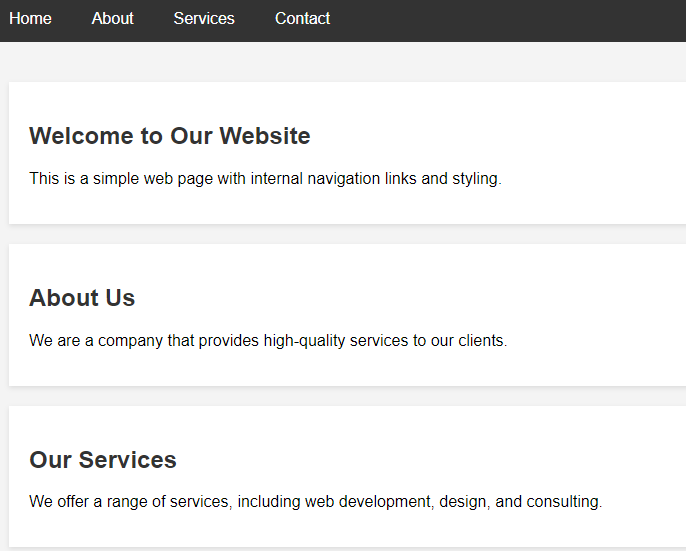 Home About Services Contact
Welcome to Our Website
This is a simple web page with internal navigation links and styling.
About Us
We are a company that provides high-quality services to our clients.
Our Services
We offer a range of services, including web development, design, and consulting.